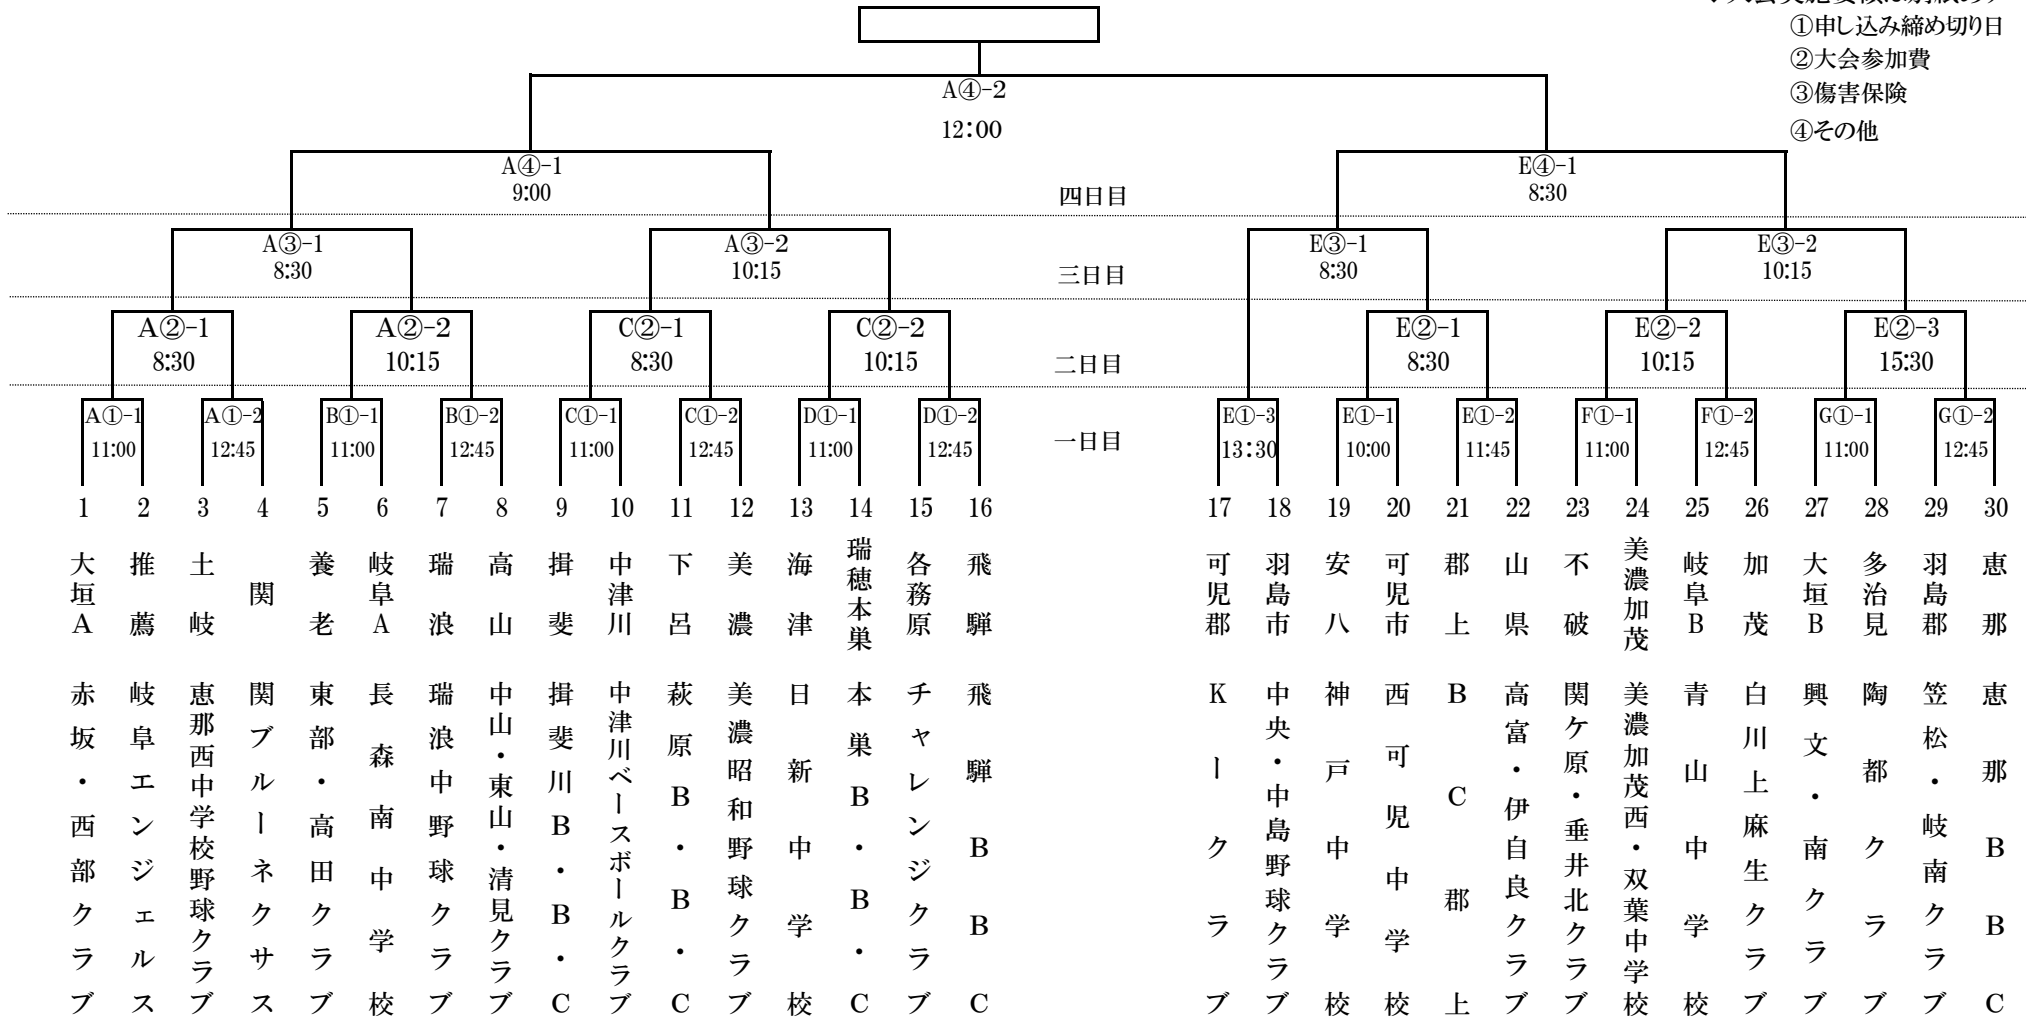 ①申し込み締め切り日
②大会参加費
③傷害保険
④その他
A④-2
12:00
A④-1
9:00
E④-1
8:30
四日目
A③-1
8:30
A③-2
10:15
E③-1
8:30
E③-2
10:15
三日目
A②-1
8:30
A②-2
10:15
C②-1
8:30
C②-2
10:15
E②-1
8:30
E②-2
10:15
E②-3
15:30
二日目
A①-1
11:00
A①-2
12:45
B①-1
11:00
B①-2
12:45
C①-1
11:00
C①-2
12:45
D①-1
11:00
D①-2
12:45
一日目
E①-3
13:30
E①-1
10:00
E①-2
11:45
F①-1
11:00
F①-2
12:45
G①-1
11:00
G①-2
12:45
1
大垣A
赤坂・西部クラブ
2
推薦
岐阜エンジェルス
3
土岐
恵那西中学校野球クラブ
4
関
関ブルーネクサス
5
養老
東部・高田クラブ
6
岐阜A
長森南中学校
7
瑞浪
瑞浪中野球クラブ
8
高山
中山・東山・清見クラブ
9
揖斐
揖斐川B・B・C
10
中津川
中津川ベースボールクラブ
11
下呂
萩原B・B・C
12
美濃
美濃昭和野球クラブ
13
海津
日新中学校
14
瑞穂本巣
本巣B・B・C
15
各務原
チャレンジクラブ
16
飛騨
飛騨BBC
17
可児郡
Kークラブ
18
羽島市
中央・中島野球クラブ
19
安八
神戸中学校
20
可児市
西可児中学校
21
郡上
BC郡上
22
山県
高富・伊自良クラブ
23
不破
関ケ原・垂井北クラブ
24
美濃加茂
美濃加茂西・双葉中学校
25
岐阜B
青山中学校
26
加茂
白川上麻生クラブ
27
大垣B
興文・南クラブ
28
多治見
陶都クラブ
29
羽島郡
笠松・岐南クラブ
30
恵那
恵那BBC